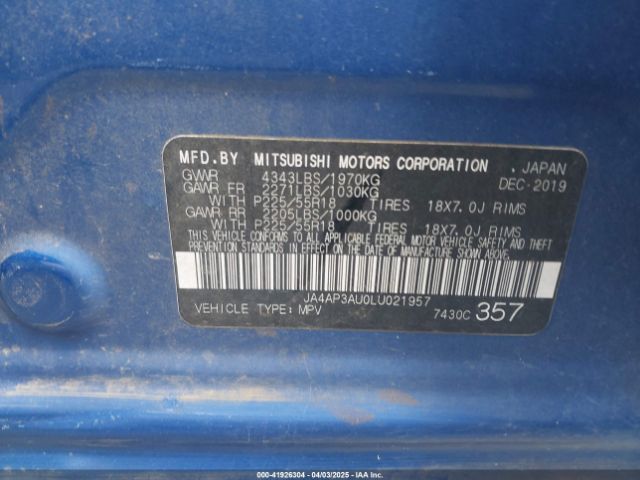 MFD.BY MITSUBISHI MOTORS CORPORATION . JAPAN
GVWR 4343LBS/1970KG DEC-2019
GAWR FR 2271LBS/1030KG
WITH P225/55R18 TIRES 18X7.0J RIMS
GAWR RR 2205LBS/1000KG
WITH P225/55R18 TIRES 18X7.0J RIMS
THIS VEHICLE CONFORMS TO ALL APPLICABLE FEDERAL MOTOR VEHICLE SAFETY AND THEFT
PREVENTION STANDARDS IN EFFECT ON THE DATE OF MANUFACTURE SHOWN ABOVE.
JA4AP3AU0LU021957
VEHICLE TYPE: MPV 7430C 357
000-41926304 - 04/03/2025 - IAAI.COM